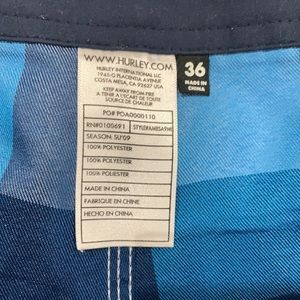 WWW.HURLEY.COM
HURLEY INTERNATIONAL LLC
1945-G PLACENTIA AVENUE
COSTA MESA, CA 92627 USA
KEEP AWAY FROM FIRE
A TENIR A L'ECART DE TOUTE
SOURCE DE CHALEUR
PO# POA0000110
RN#0100691
SEASON: SU'09
100% POLYESTER
100% POLYESTER
100% POLIESTER
MADE IN CHINA
FABRIQUE EN CHINE
HECHO EN CHINA
36
MADE IN
CHINA